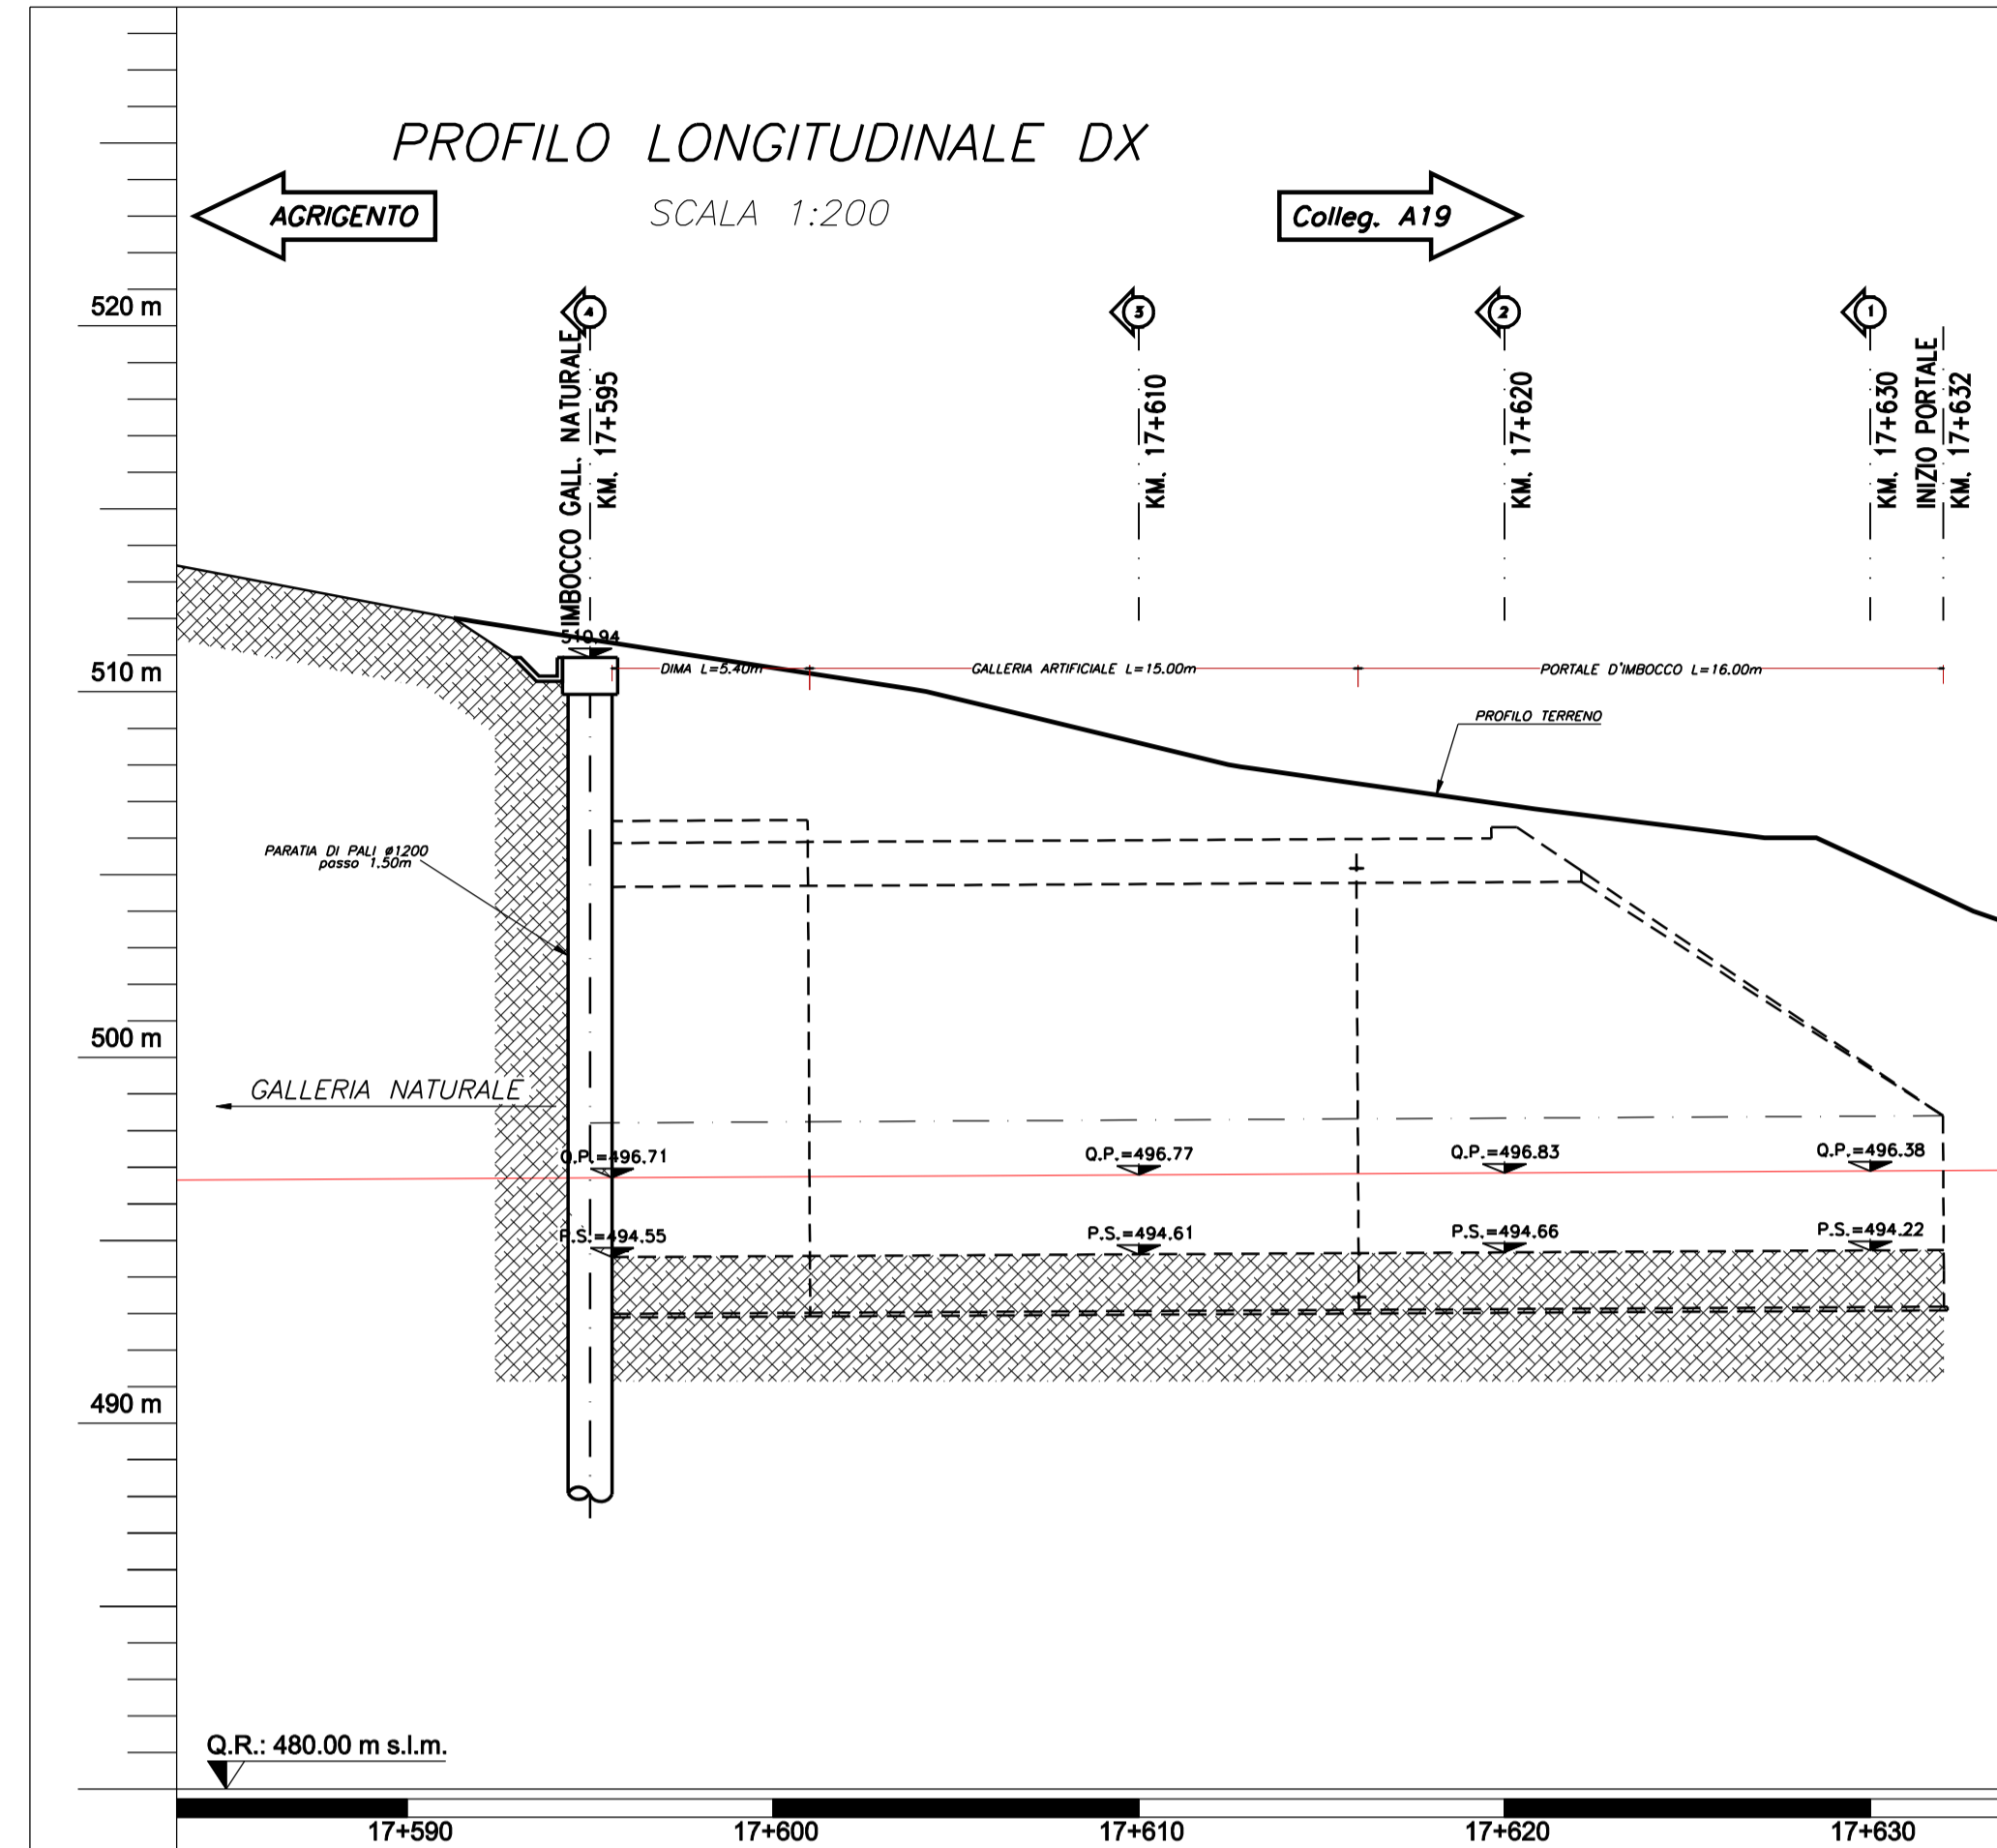 PROFILO LONGITUDINALE DX
SCALA 1:200
AGRIGENTO
Colleg. A19
520 m
510 m
500 m
490 m
4
3
2
1
IMBOCCO GALL. NATURALE
KM. 17+595
KM. 17+610
KM. 17+620
KM. 17+630
INIZIO PORTALE
KM. 17+632
510.94
DIMA L=5.40m
GALLERIA ARTIFICIALE L=15.00m
PORTALE D'IMBOCCO L=16.00m
PROFILO TERRENO
PARATIA DI PALI ø1200
passo 1.50m
GALLERIA NATURALE
Q.P.=496.71
Q.P.=496.77
Q.P.=496.83
Q.P.=496.38
P.S.=494.55
P.S.=494.61
P.S.=494.66
P.S.=494.22
Q.R.: 480.00 m s.l.m.
17+590
17+600
17+610
17+620
17+630